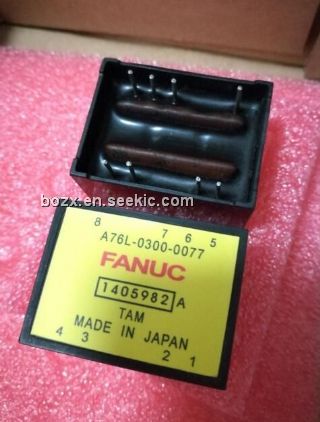 bozx.en.seekic.com
8 7 6 5
A76L-0300-0077
FANUC
1405982 A
TAM
MADE IN JAPAN
4 3 2 1